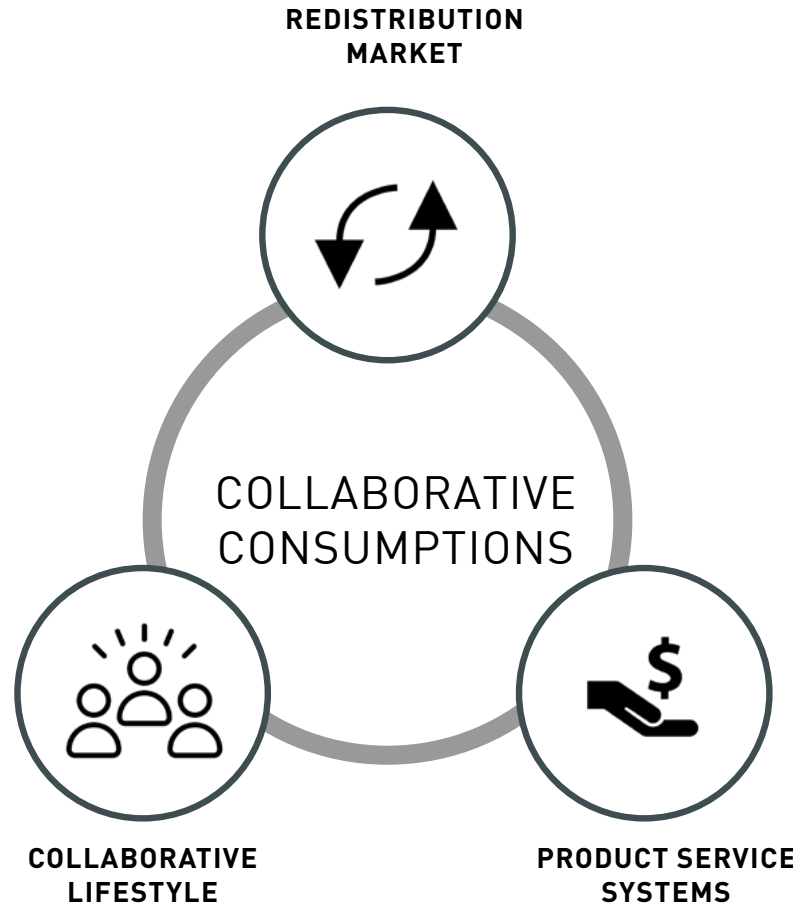 REDISTRIBUTION
MARKET
COLLABORATIVE
CONSUMPTIONS
$
COLLABORATIVE
LIFESTYLE
PRODUCT SERVICE
SYSTEMS